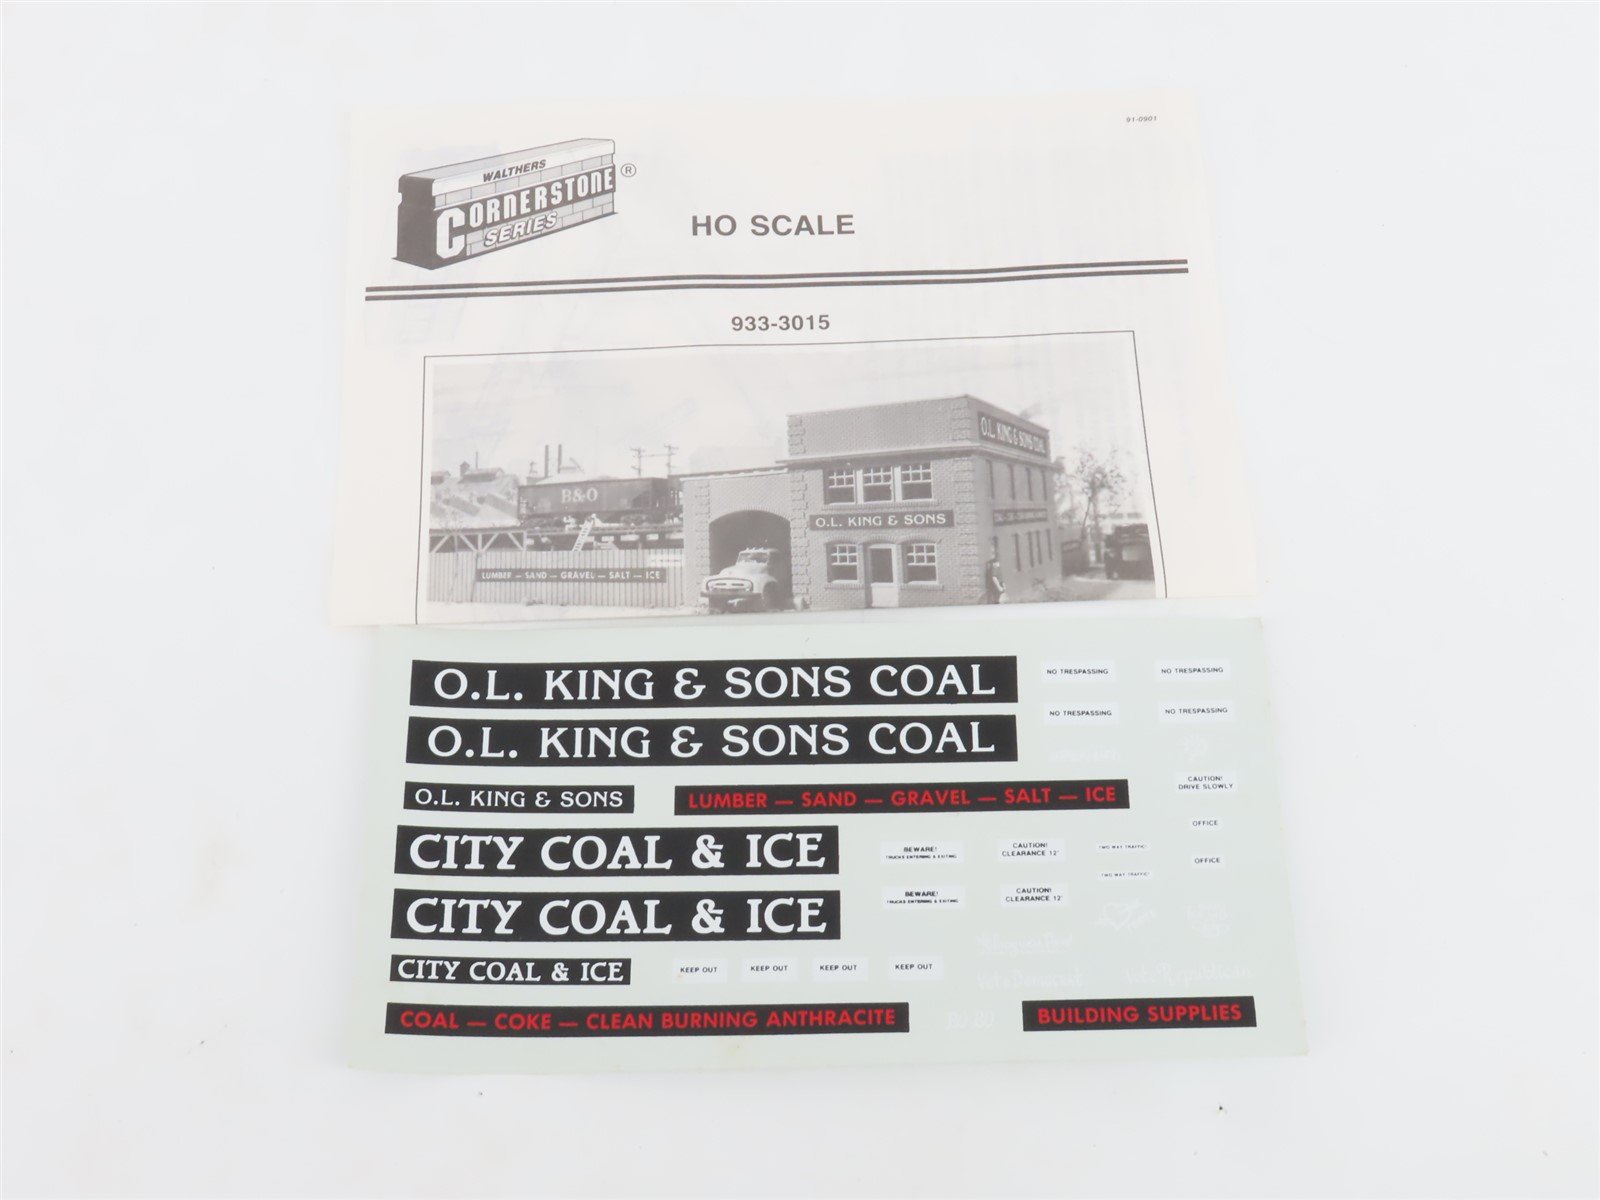 91-0901
WALTHERS
CORNERSTONE®
SERIES
HO SCALE
933-3015
O.L. KING & SONS COAL
B&O
O.L. KING & SONS
LUMBER — SAND — GRAVEL — SALT — ICE
O.L. KING & SONS COAL
NO TRESPASSING
NO TRESPASSING
O.L. KING & SONS COAL
NO TRESPASSING
NO TRESPASSING
O.L. KING & SONS
LUMBER — SAND — GRAVEL — SALT — ICE
CAUTION!
DRIVE SLOWLY
OFFICE
CITY COAL & ICE
BEWARE!
TRUCKS ENTERING & EXITING
CAUTION!
CLEARANCE 12'
TWO WAY TRAFFIC!
OFFICE
TWO WAY TRAFFIC!
CITY COAL & ICE
BEWARE!
TRUCKS ENTERING & EXITING
CAUTION!
CLEARANCE 12'
CITY COAL & ICE
KEEP OUT
KEEP OUT
KEEP OUT
KEEP OUT
Vote Democrat
Vote Republican
COAL — COKE — CLEAN BURNING ANTHRACITE
BUILDING SUPPLIES